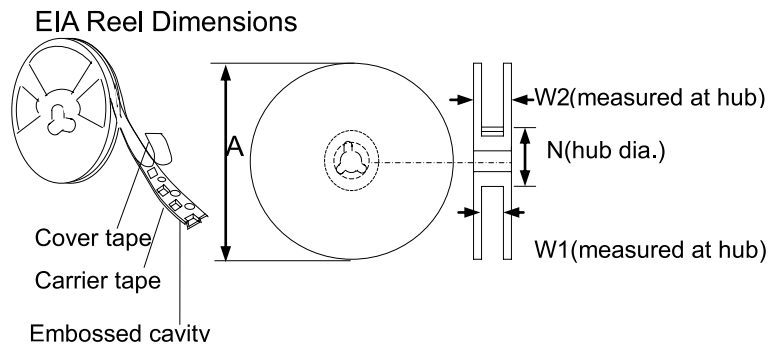 EIA Reel Dimensions
A
W2(measured at hub)
N(hub dia.)
W1(measured at hub)
Cover tape
Carrier tape
Embossed cavity